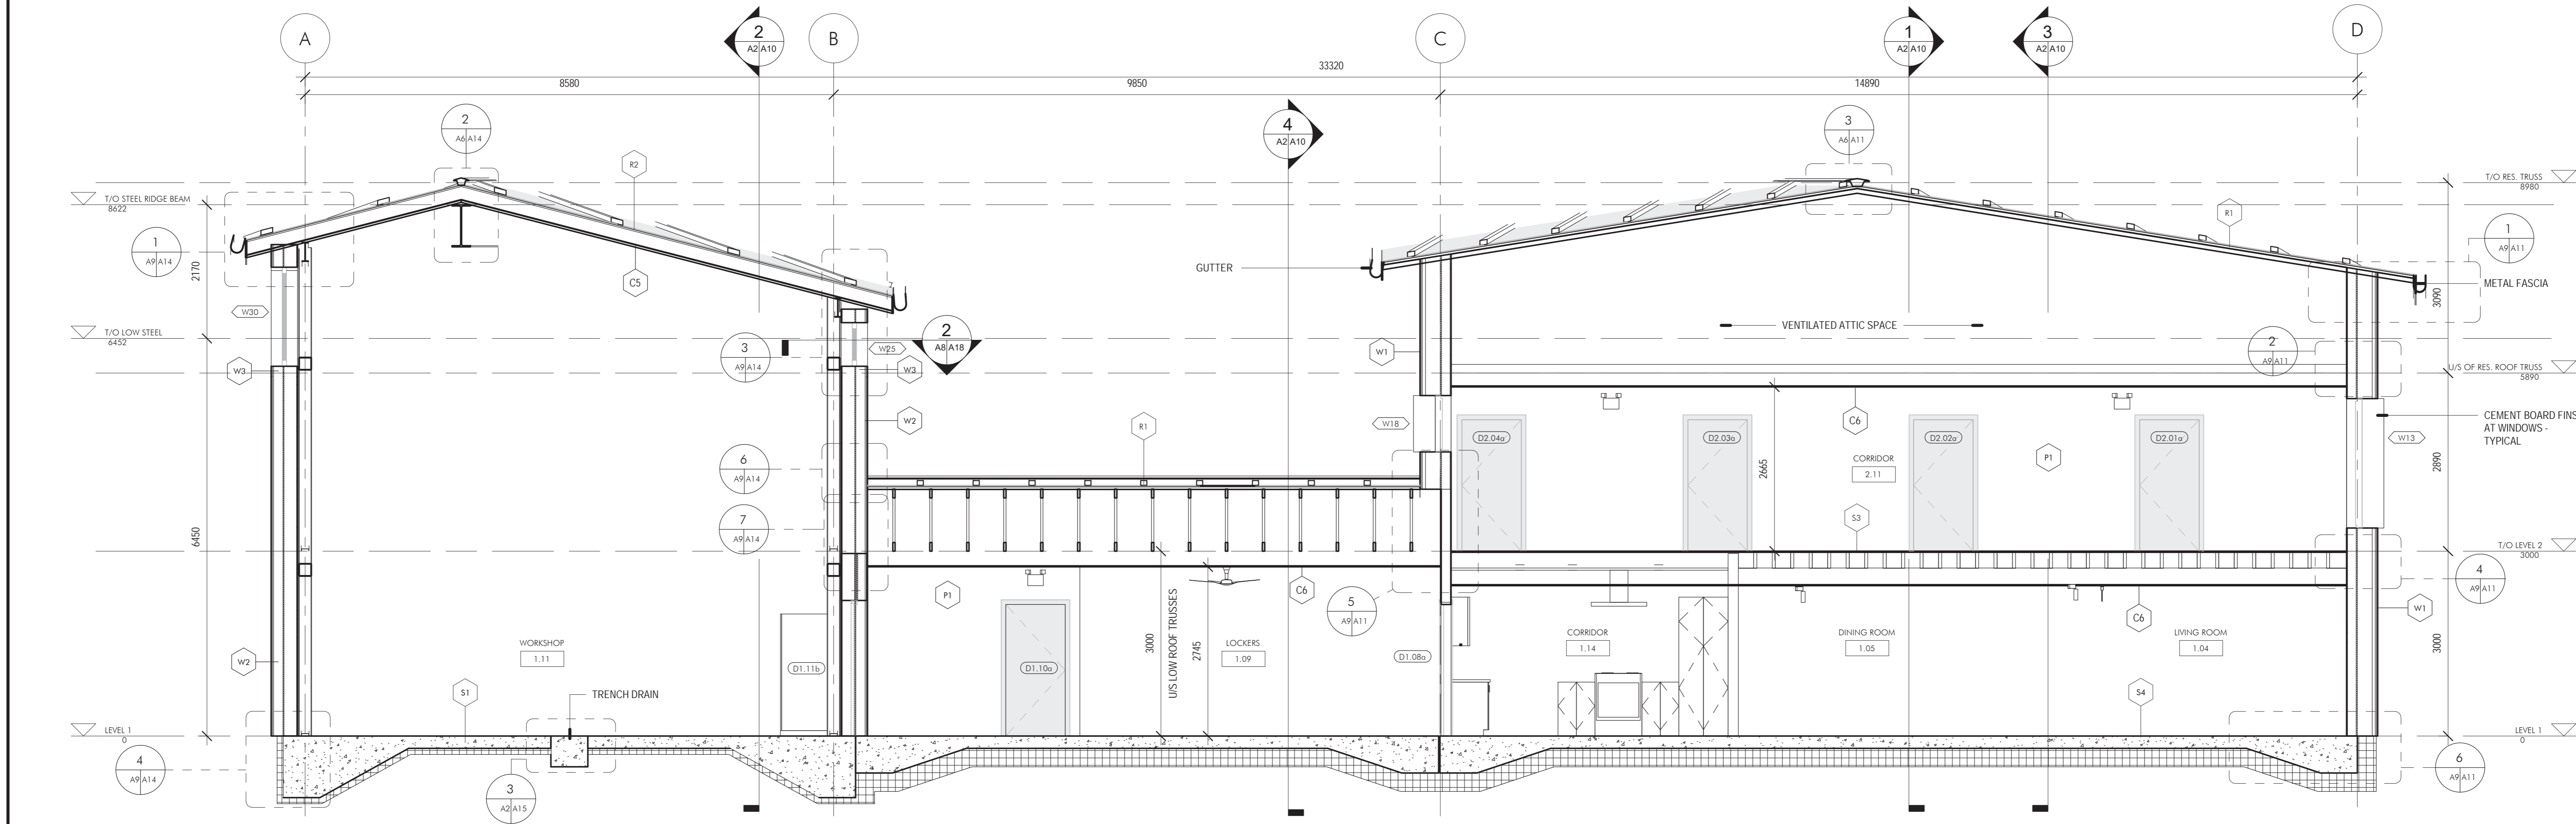 A
2
A2 A10
B
C
1
A2 A10
3
A2 A10
D
33320
8580
9850
14890
2
A6 A14
4
A2 A10
3
A6 A11
R2
T/O STEEL RIDGE BEAM
8622
T/O RES. TRUSS
8980
R1
1
A9 A14
1
A9 A11
2170
C5
GUTTER
METAL FASCIA
3090
W30
VENTILATED ATTIC SPACE
T/O LOW STEEL
6452
3
A9 A14
W25
2
A8 A18
W1
2
A9 A11
W3
W3
U/S OF RES. ROOF TRUSS
5890
W2
R1
W18
D2.04a
D2.03a
C6
D2.02a
D2.01a
CEMENT BOARD FINS
AT WINDOWS -
TYPICAL
W13
6
A9 A14
2665
CORRIDOR
2.11
P1
2890
7
A9 A14
S3
6450
T/O LEVEL 2
3000
P1
C6
5
A9 A11
4
A9 A11
W1
C6
3000
U/S LOW ROOF TRUSSES
2745
WORKSHOP
1.11
LOCKERS
1.09
CORRIDOR
1.14
DINING ROOM
1.05
LIVING ROOM
1.04
3000
W2
D1.11b
D1.10a
D1.08a
S1
TRENCH DRAIN
S4
LEVEL 1
0
LEVEL 1
0
4
A9 A14
3
A2 A15
6
A9 A11